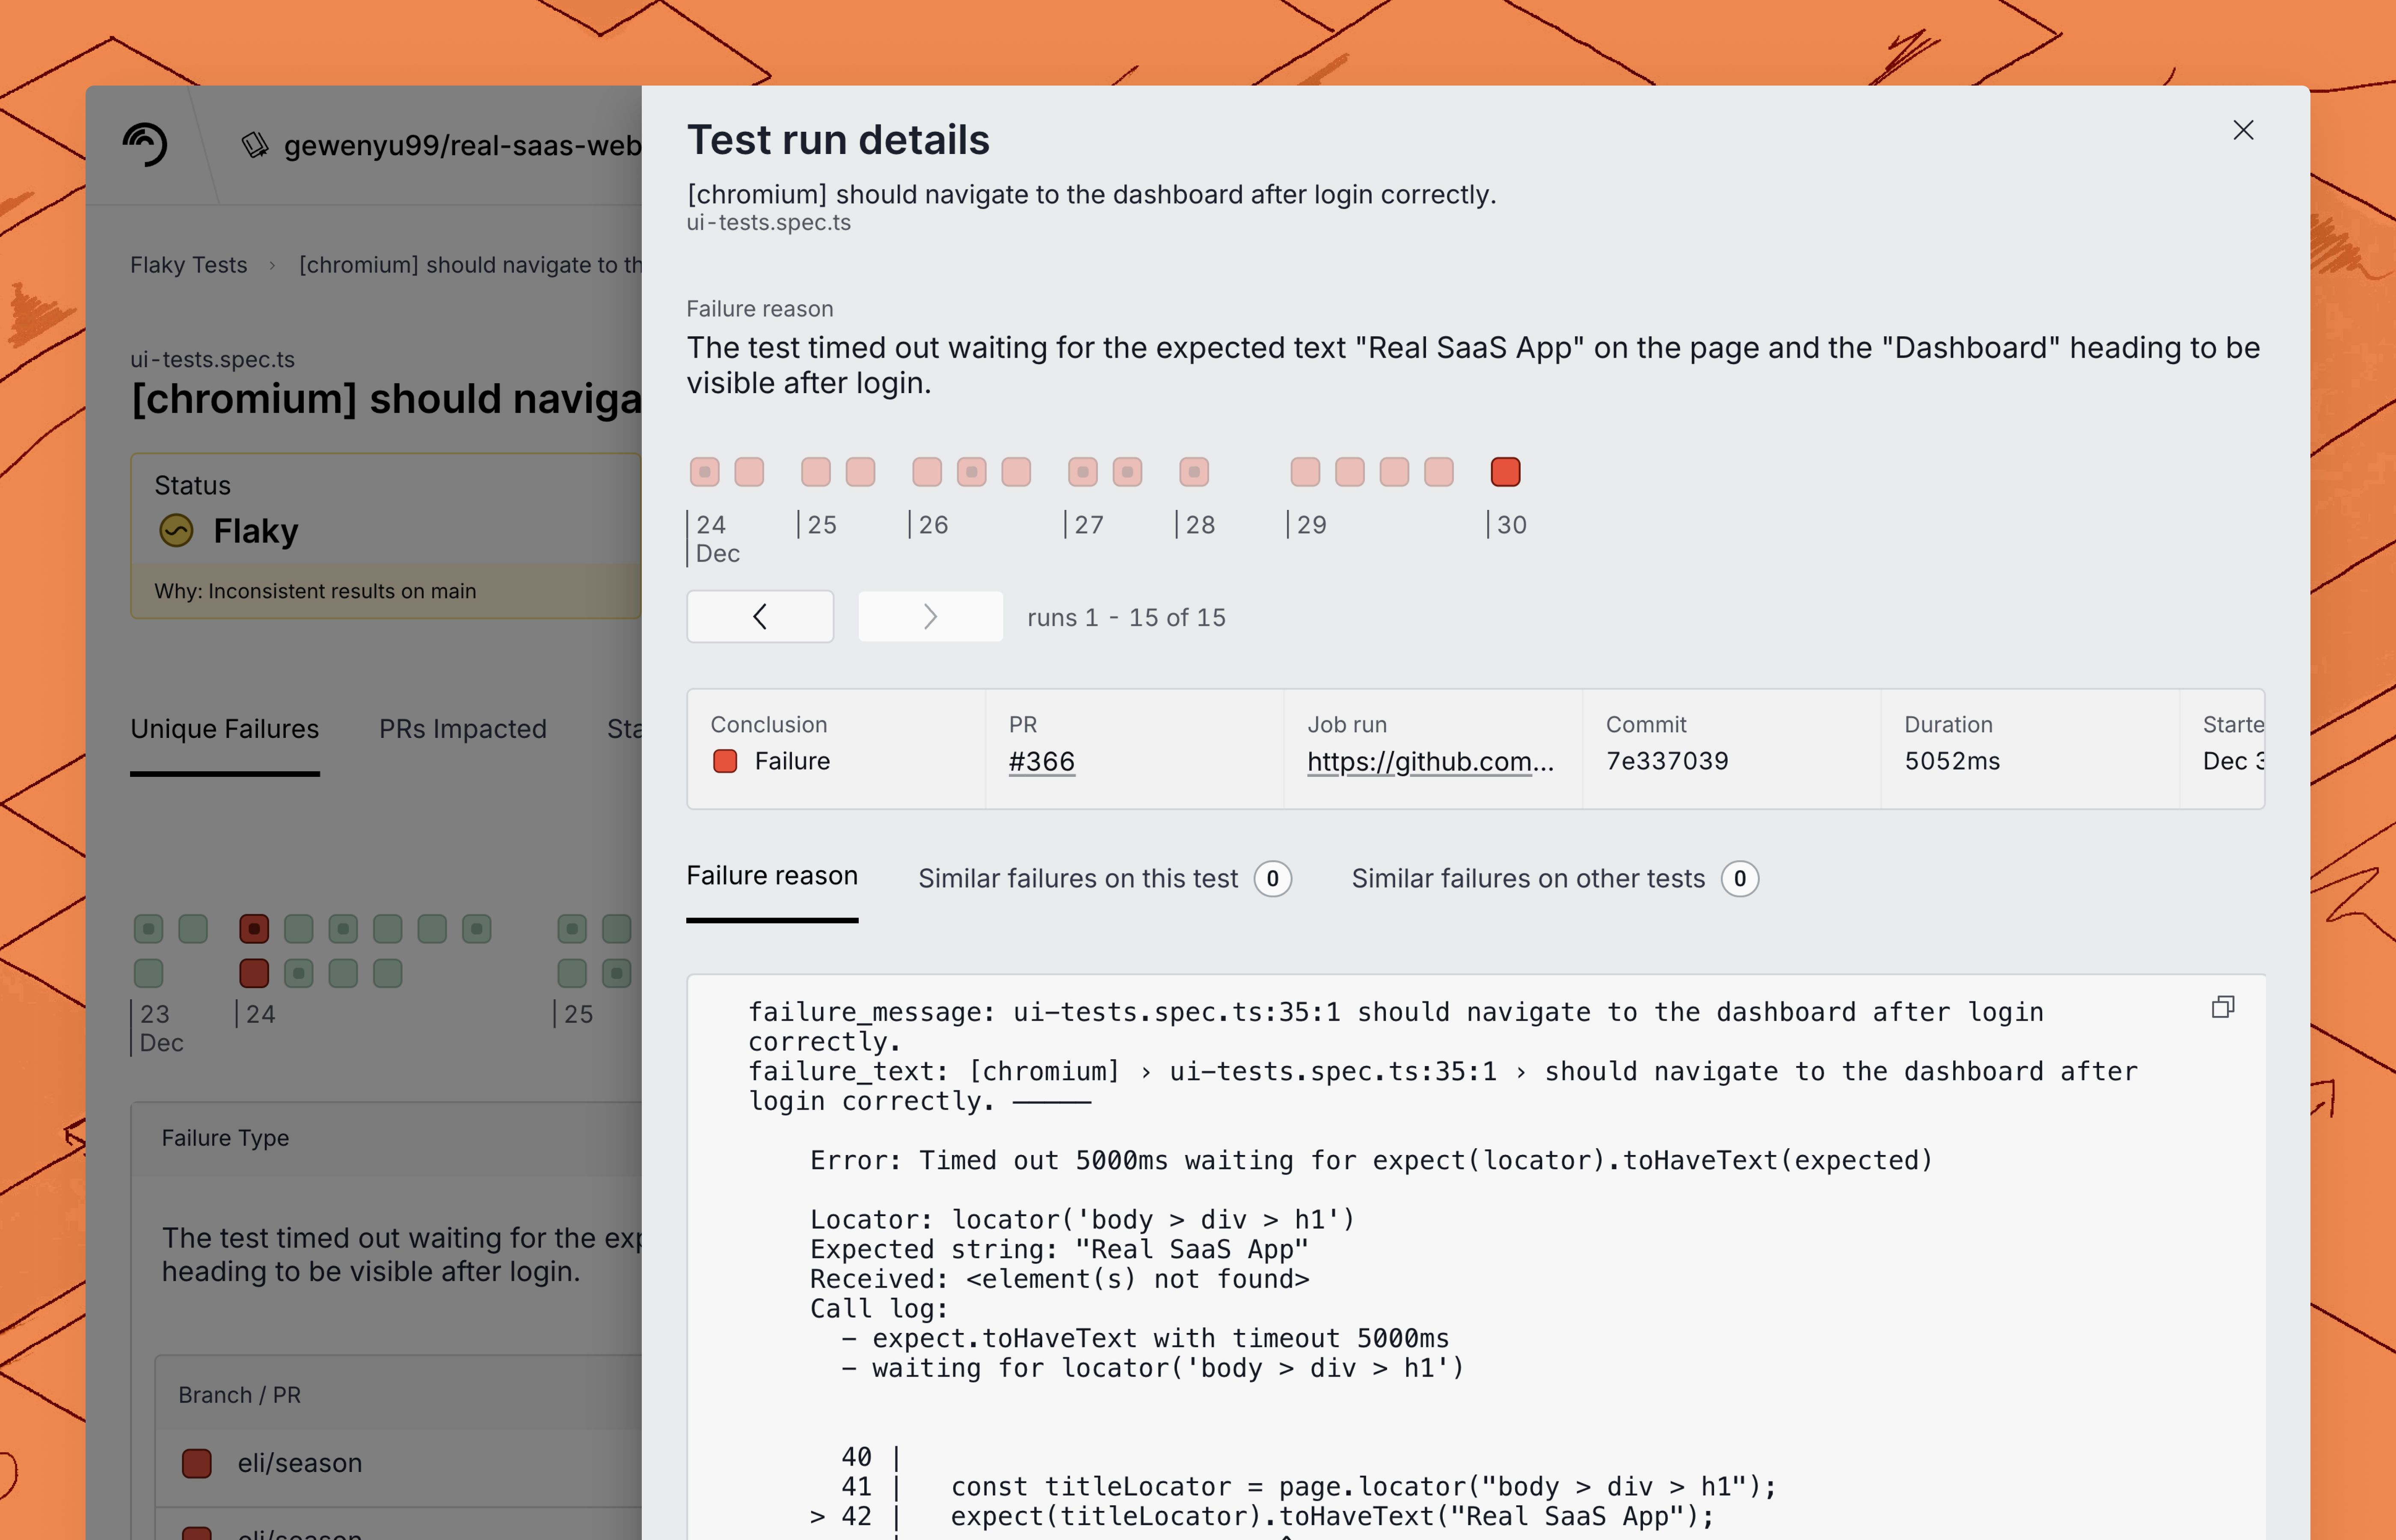 gewenyu99/real-saas-web
Flaky Tests › [chromium] should navigate to th
ui-tests.spec.ts
[chromium] should naviga
Status
Flaky
Why: Inconsistent results on main
Unique Failures PRs Impacted Sta
23 24 25
Dec
Failure Type
The test timed out waiting for the exp
heading to be visible after login.
Branch / PR
eli/season
eli/season
Test run details
[chromium] should navigate to the dashboard after login correctly.
ui-tests.spec.ts
Failure reason
The test timed out waiting for the expected text "Real SaaS App" on the page and the "Dashboard" heading to be
visible after login.
24 25 26 27 28 29 30
Dec
runs 1 - 15 of 15
Conclusion PR Job run Commit Duration Starte
Failure #366 https://github.com... 7e337039 5052ms Dec 3
Failure reason Similar failures on this test 0 Similar failures on other tests 0
failure_message: ui-tests.spec.ts:35:1 should navigate to the dashboard after login
correctly.
failure_text: [chromium] › ui-tests.spec.ts:35:1 › should navigate to the dashboard after
login correctly. ─────
Error: Timed out 5000ms waiting for expect(locator).toHaveText(expected)
Locator: locator('body > div > h1')
Expected string: "Real SaaS App"
Received: <element(s) not found>
Call log:
- expect.toHaveText with timeout 5000ms
- waiting for locator('body > div > h1')
40 |
41 | const titleLocator = page.locator("body > div > h1");
> 42 | expect(titleLocator).toHaveText("Real SaaS App");